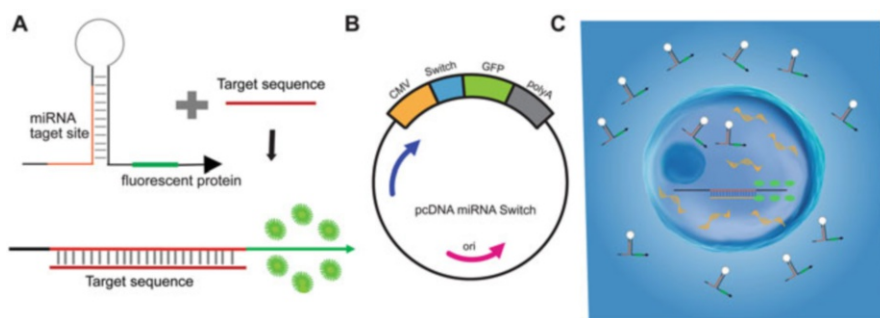 A
miRNA
taget site
Target sequence
fluorescent protein
Target sequence
B
CMV
Switch
GFP
polyA
pcDNA miRNA Switch
ori
C